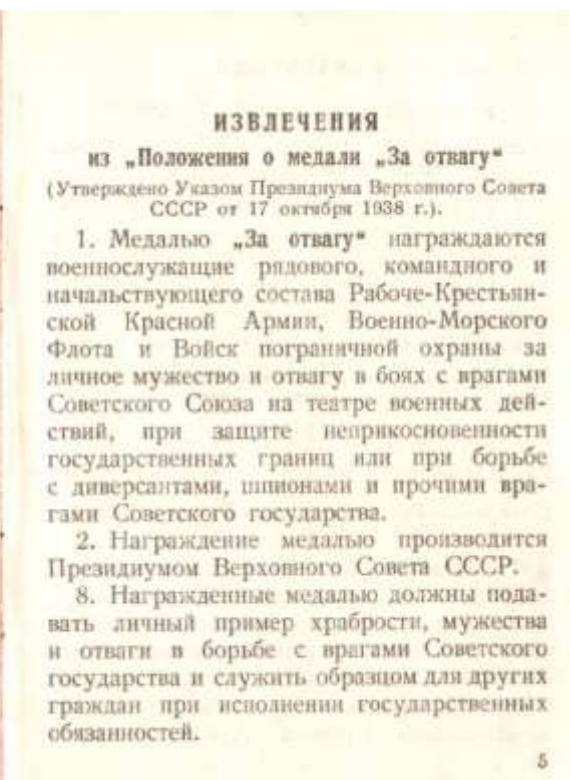 ИЗВЛЕЧЕНИЯ
из „Положения о медали „За отвагу“
(Утверждено Указом Президиума Верховного Совета
СССР от 17 октября 1938 г.).
1. Медалью „За отвагу“ награждаются
военнослужащие рядового, командного и
начальствующего состава Рабоче-Крестьян-
ской Красной Армии, Военно-Морского
Флота и Войск пограничной охраны за
личное мужество и отвагу в боях с врагами
Советского Союза на театре военных дей-
ствий, при защите неприкосновенности
государственных границ или при борьбе
с диверсантами, шпионами и прочими вра-
гами Советского государства.
2. Награждение медалью производится
Президиумом Верховного Совета СССР.
8. Награжденные медалью должны пода-
вать личный пример храбрости, мужества
и отваги в борьбе с врагами Советского
государства и служить образцом для других
граждан при исполнении государственных
обязанностей.
5